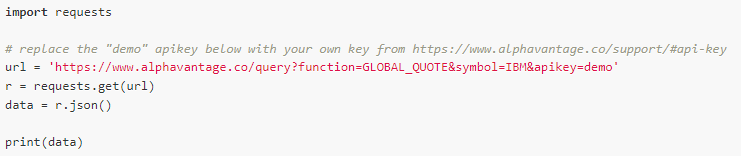 import requests
# replace the "demo" apikey below with your own key from https://www.alphavantage.co/support/#api-key
url = 'https://www.alphavantage.co/query?function=GLOBAL_QUOTE&symbol=IBM&apikey=demo'
r = requests.get(url)
data = r.json()
print(data)